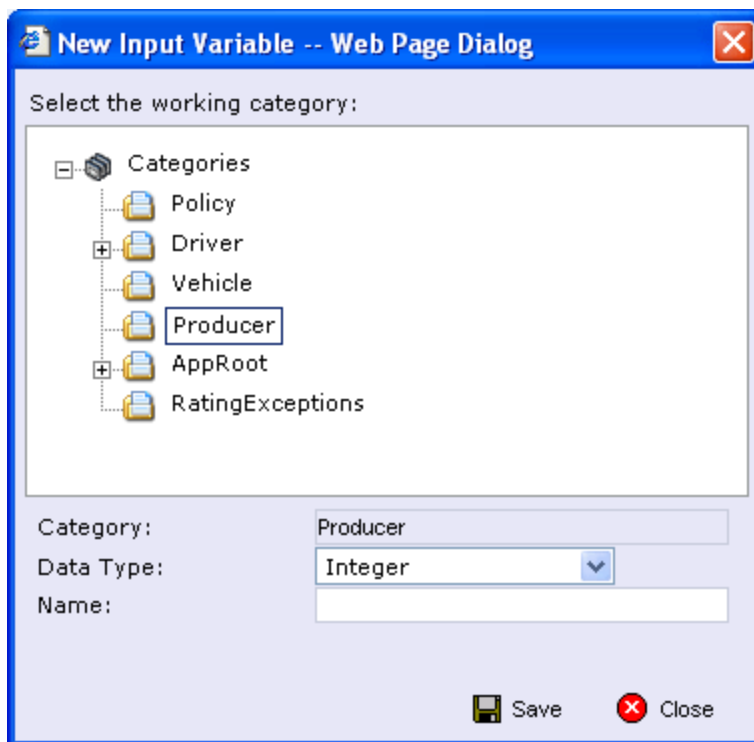 New Input Variable -- Web Page Dialog
Select the working category:
Categories
Policy
Driver
Vehicle
Producer
AppRoot
RatingExceptions
Category: Producer
Data Type: Integer
Name:
Save Close